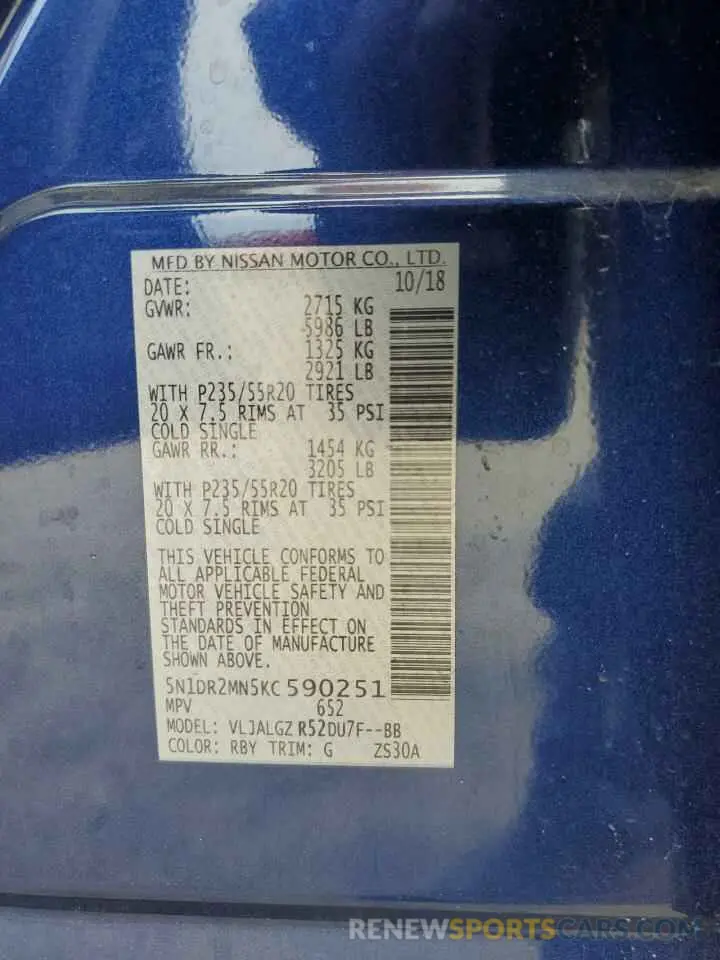 MFD BY NISSAN MOTOR CO., LTD.
DATE: 10/18
GVWR: 2715 KG
5986 LB
GAWR FR.: 1325 KG
2921 LB
WITH P235/55R20 TIRES
20 X 7.5 RIMS AT 35 PSI
COLD SINGLE
GAWR RR.: 1454 KG
3205 LB
WITH P235/55R20 TIRES
20 X 7.5 RIMS AT 35 PSI
COLD SINGLE
THIS VEHICLE CONFORMS TO
ALL APPLICABLE FEDERAL
MOTOR VEHICLE SAFETY AND
THEFT PREVENTION
STANDARDS IN EFFECT ON
THE DATE OF MANUFACTURE
SHOWN ABOVE.
5N1DR2MN5KC590251
MPV 652
MODEL: VLJALGZ R52DU7F--BB
COLOR: RBY TRIM: G ZS30A
RENEWSPORTSCARS.COM